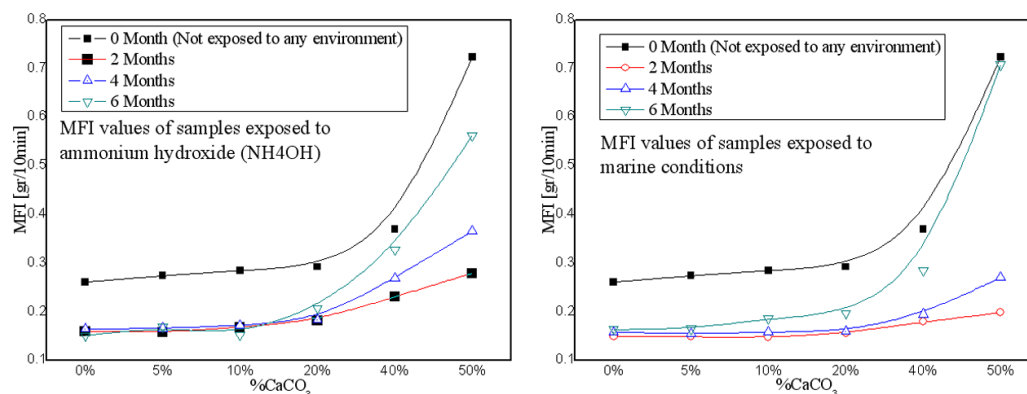 0.8
0.7
0.6
0.5
0.4
0.3
0.2
0.1
MFI [gr/10min]
0 Month (Not exposed to any environment)
2 Months
4 Months
6 Months
MFI values of samples exposed to
ammonium hydroxide (NH4OH)
0% 5% 10% 20% 40% 50%
%CaCO₃
0.8
0.7
0.6
0.5
0.4
0.3
0.2
0.1
MFI [gr/10min]
0 Month (Not exposed to any environment)
2 Months
4 Months
6 Months
MFI values of samples exposed to
marine conditions
0% 5% 10% 20% 40% 50%
%CaCO₃